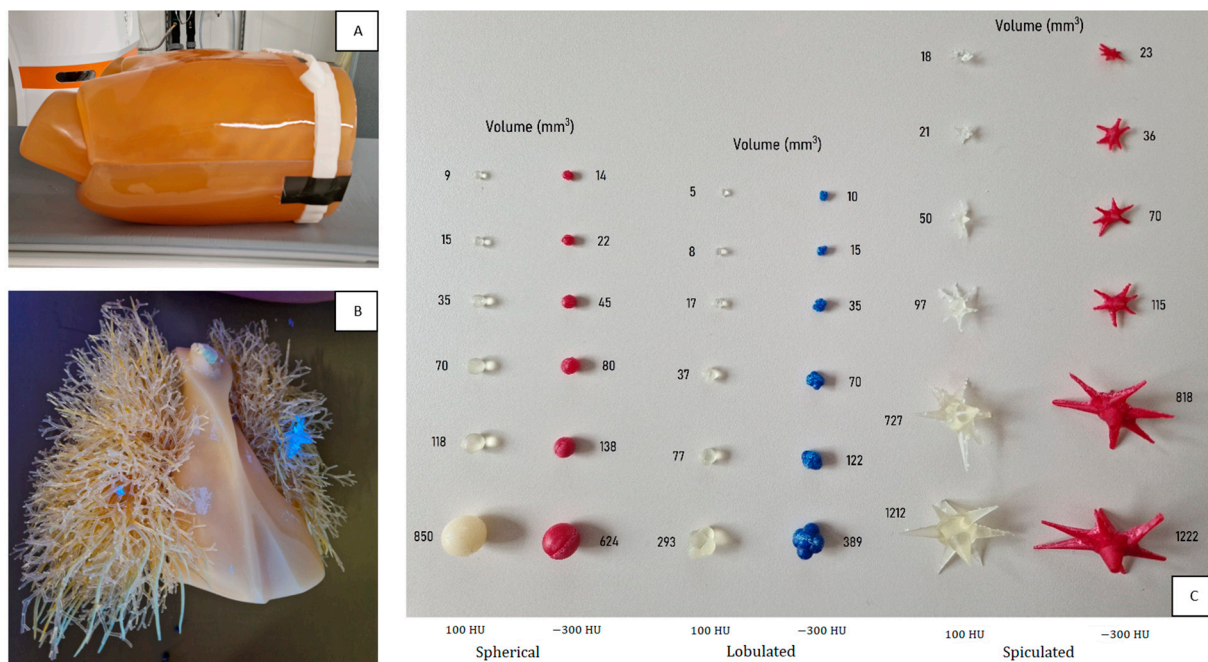 A
B
C
Volume (mm³)
9
14
15
22
35
45
70
80
118
138
850
624
100 HU
−300 HU
Spherical
Volume (mm³)
5
10
8
15
17
35
37
70
77
122
293
389
100 HU
−300 HU
Lobulated
Volume (mm³)
18
23
21
36
50
70
97
115
727
818
1212
1222
100 HU
−300 HU
Spiculated